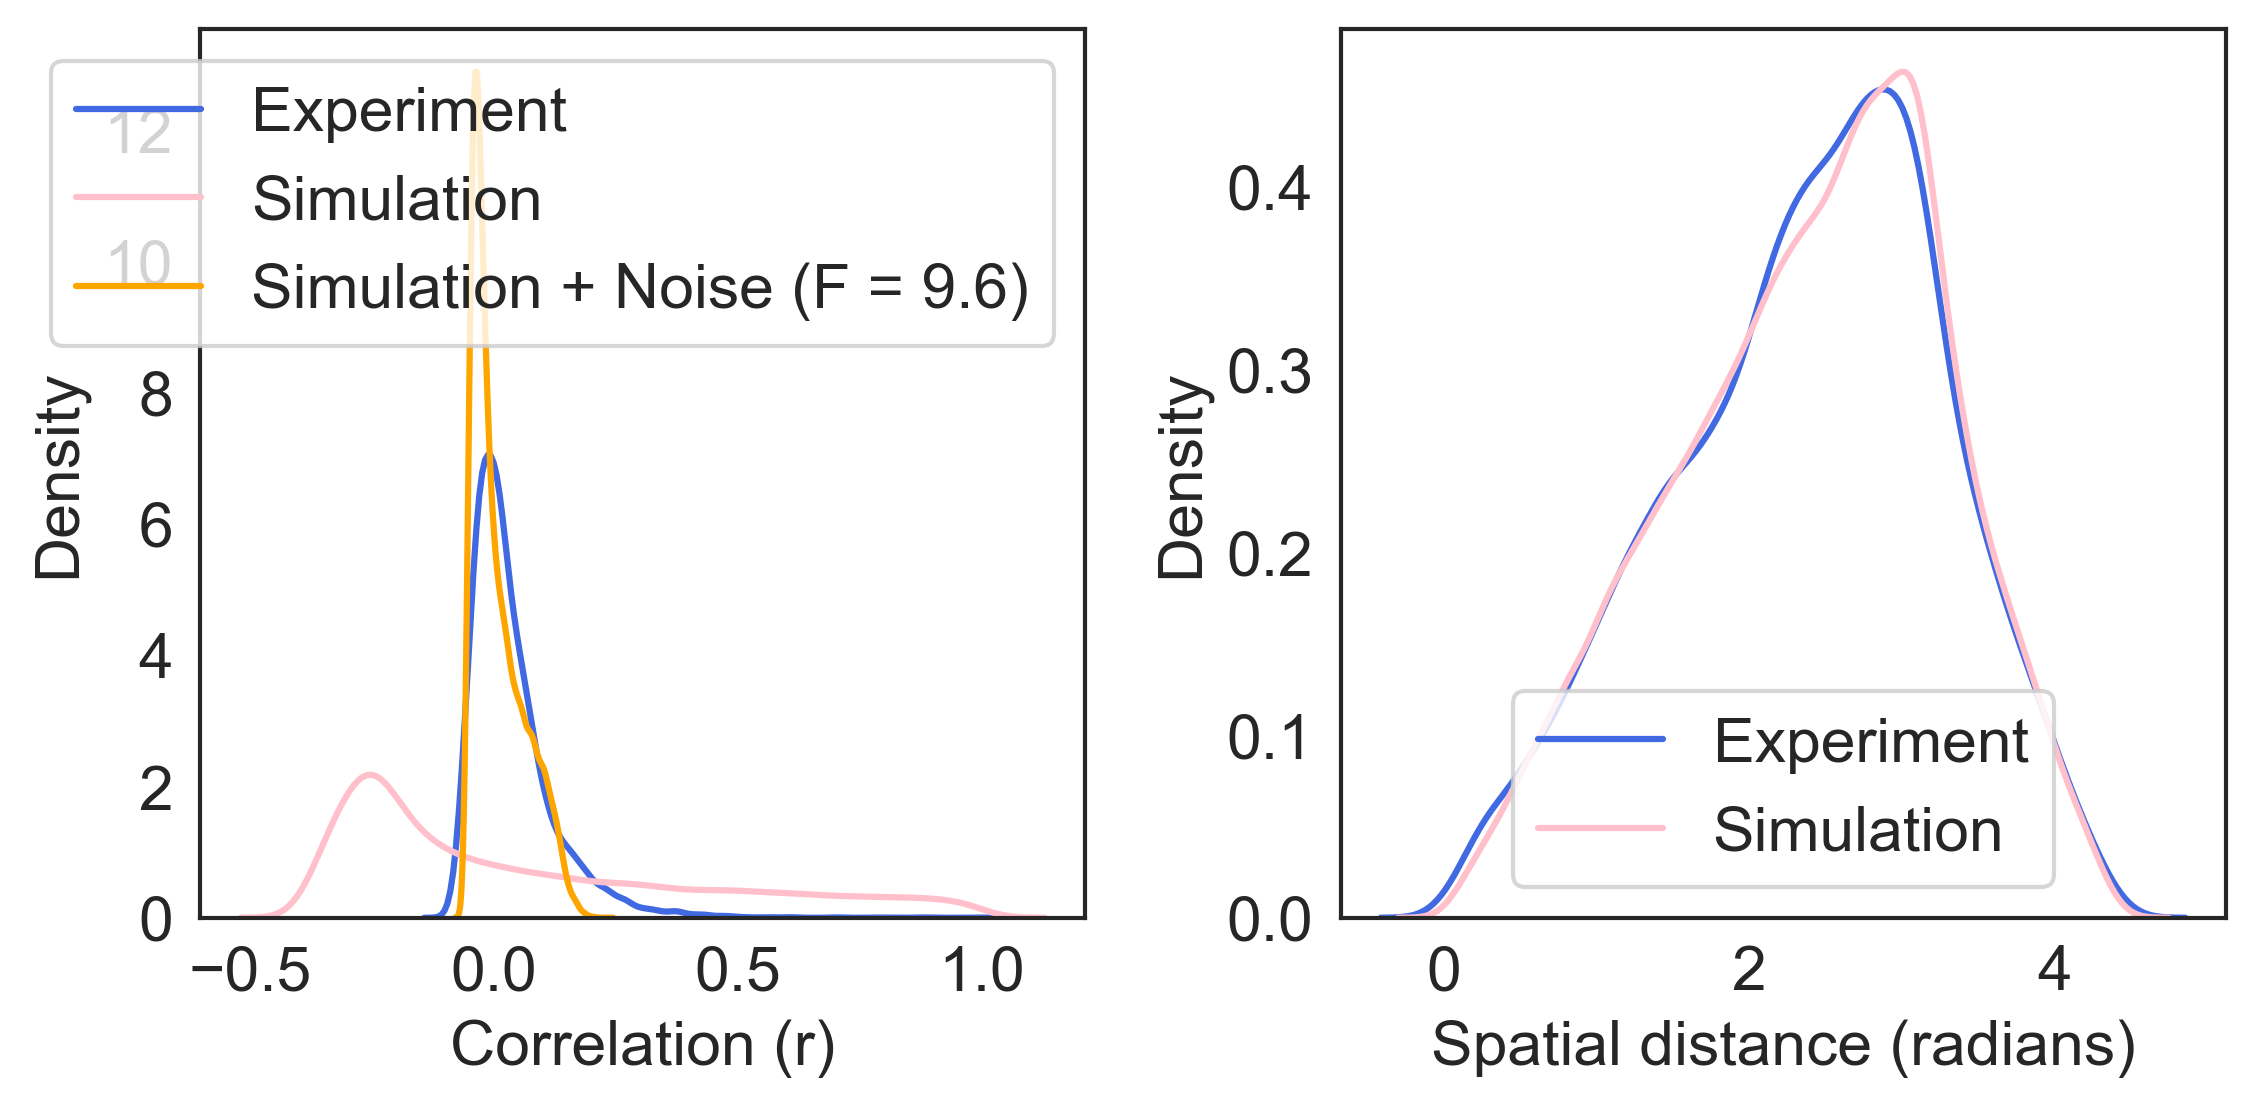 Experiment
Simulation
Simulation + Noise (F = 9.6)
12
10
8
6
4
2
0
Density
−0.5 0.0 0.5 1.0
Correlation (r)
0.4
0.3
0.2
0.1
0.0
Density
Experiment
Simulation
0 2 4
Spatial distance (radians)